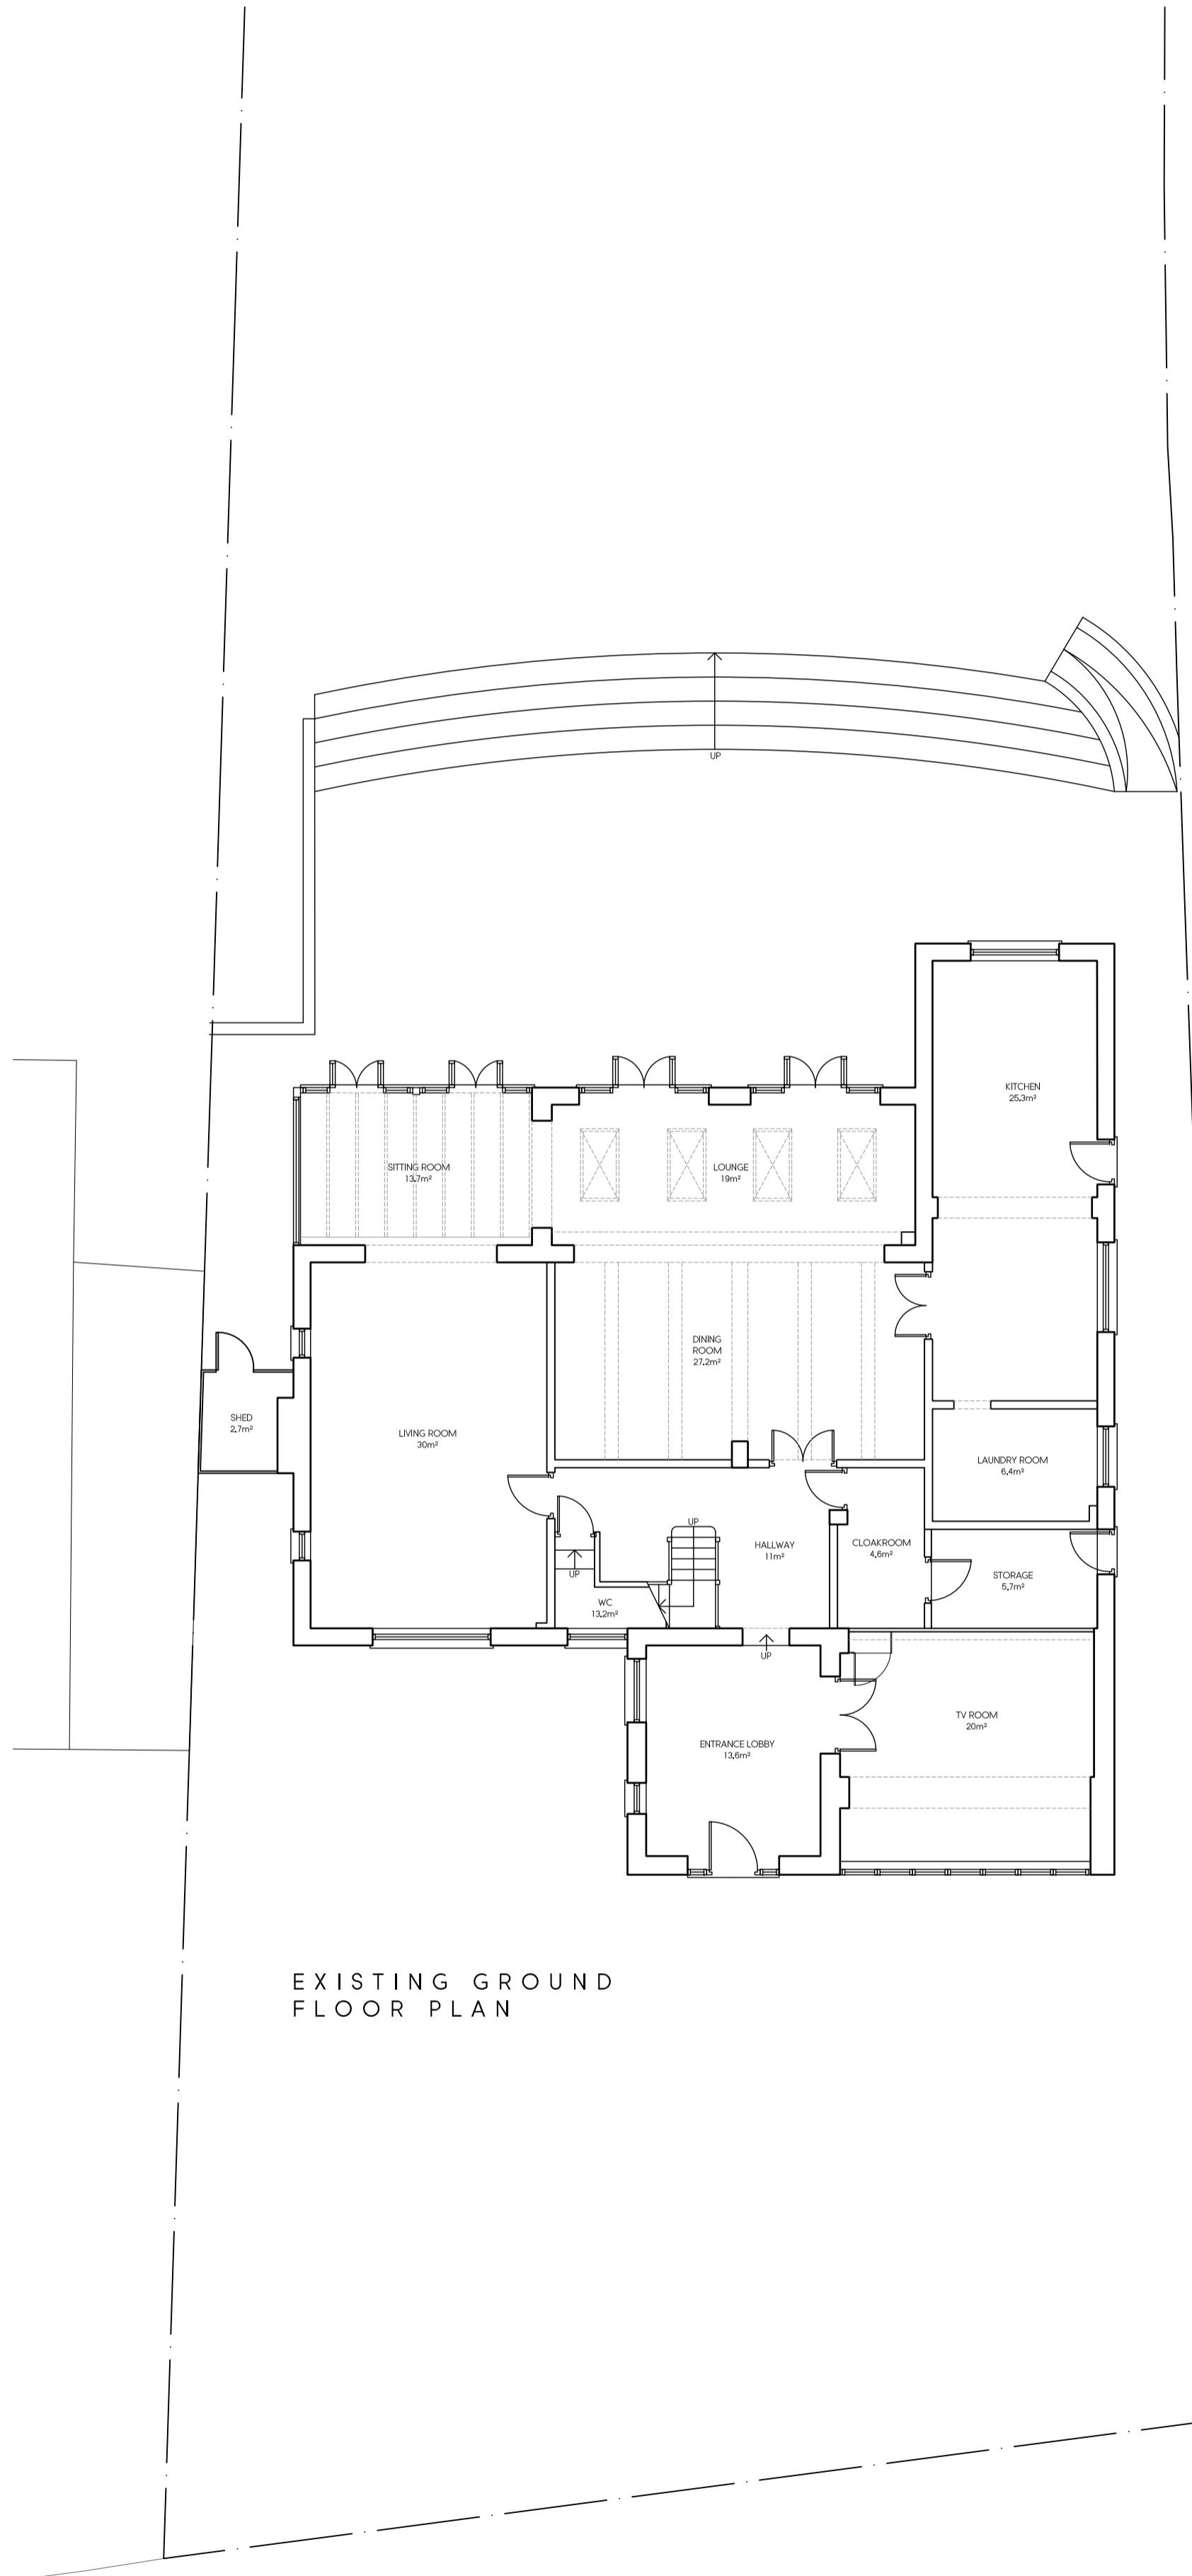 UP
KITCHEN
25.3m²
SITTING ROOM
13.7m²
LOUNGE
19m²
DINING
ROOM
27.2m²
SHED
2.7m²
LIVING ROOM
30m²
LAUNDRY ROOM
6.4m²
UP
HALLWAY
11m²
CLOAKROOM
4.6m²
UP
STORAGE
5.7m²
WC
13.2m²
UP
TV ROOM
20m²
ENTRANCE LOBBY
13.6m²
EXISTING GROUND
FLOOR PLAN